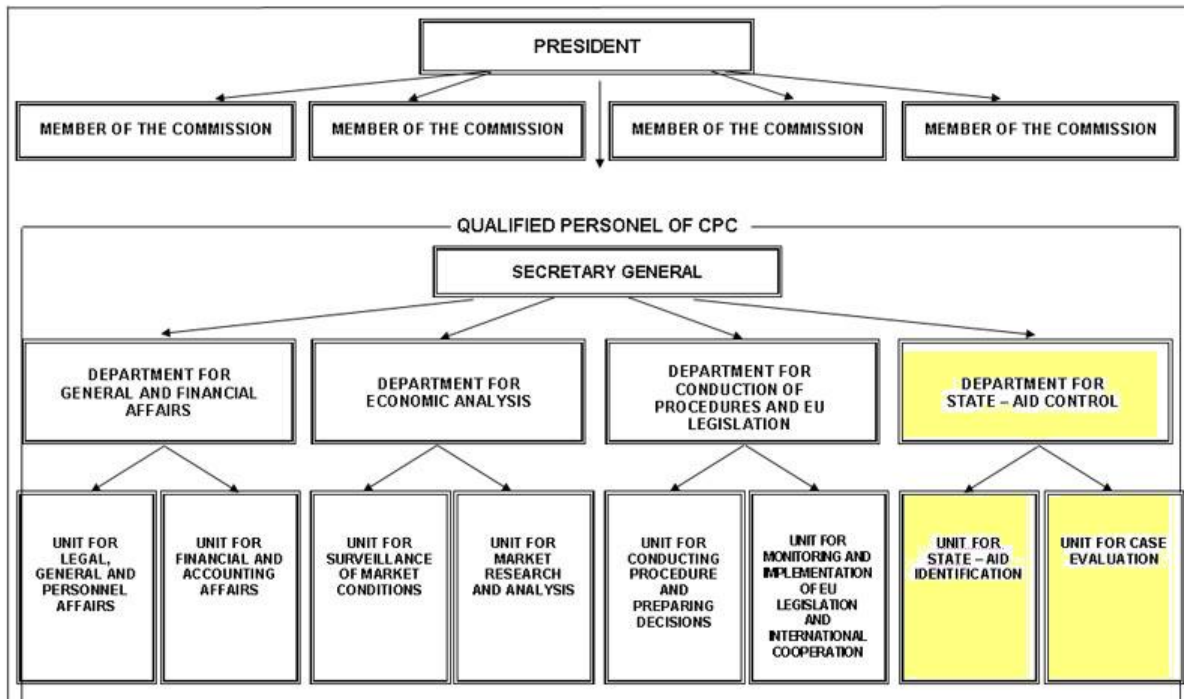 PRESIDENT
MEMBER OF THE COMMISSION
MEMBER OF THE COMMISSION
MEMBER OF THE COMMISSION
MEMBER OF THE COMMISSION
QUALIFIED PERSONEL OF CPC
SECRETARY GENERAL
DEPARTMENT FOR
GENERAL AND FINANCIAL
AFFAIRS
DEPARTMENT FOR
ECONOMIC ANALYSIS
DEPARTMENT FOR
CONDUCTION OF
PROCEDURES AND EU
LEGISLATION
DEPARTMENT FOR
STATE – AID CONTROL
UNIT FOR
LEGAL,
GENERAL AND
PERSONNEL
AFFAIRS
UNIT FOR
FINANCIAL AND
ACCOUNTING
AFFAIRS
UNIT FOR
SURVEILLANCE
OF MARKET
CONDITIONS
UNIT FOR
MARKET
RESEARCH
AND ANALYSIS
UNIT FOR
CONDUCTING
PROCEDURE
AND
PREPARING
DECISIONS
UNIT FOR
MONITORING AND
IMPLEMENTATION
OF EU
LEGISLATION
AND
INTERNATIONAL
COOPERATION
UNIT FOR
STATE – AID
IDENTIFICATION
UNIT FOR CASE
EVALUATION